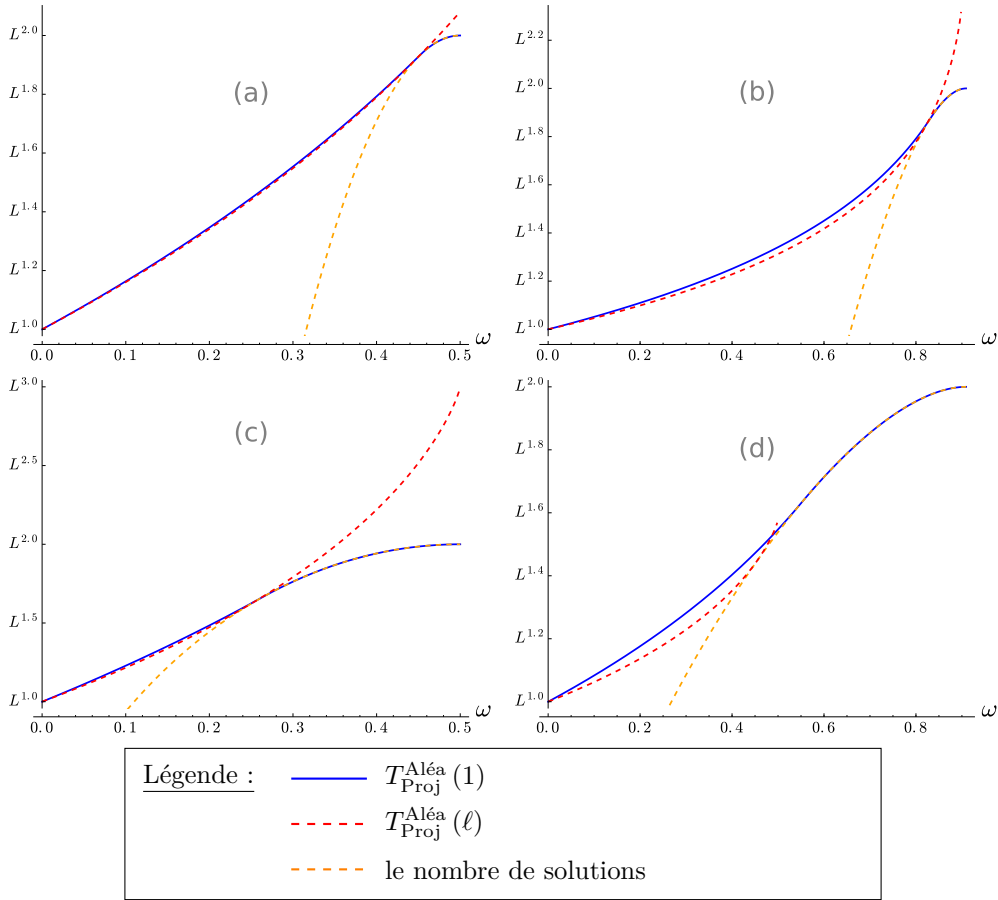 L^{2.0}
L^{1.8}
L^{1.6}
L^{1.4}
L^{1.2}
L^{1.0}
(a)
0.0 0.1 0.2 0.3 0.4 0.5 ω
L^{2.2}
L^{2.0}
L^{1.8}
L^{1.6}
L^{1.4}
L^{1.2}
L^{1.0}
(b)
0.0 0.2 0.4 0.6 0.8 ω
L^{3.0}
L^{2.5}
L^{2.0}
L^{1.5}
L^{1.0}
(c)
0.0 0.1 0.2 0.3 0.4 0.5 ω
L^{2.0}
L^{1.8}
L^{1.6}
L^{1.4}
L^{1.2}
L^{1.0}
(d)
0.0 0.2 0.4 0.6 0.8 ω
Légende : T_{Proj}^{Aléa} (1)
T_{Proj}^{Aléa} (ℓ)
le nombre de solutions